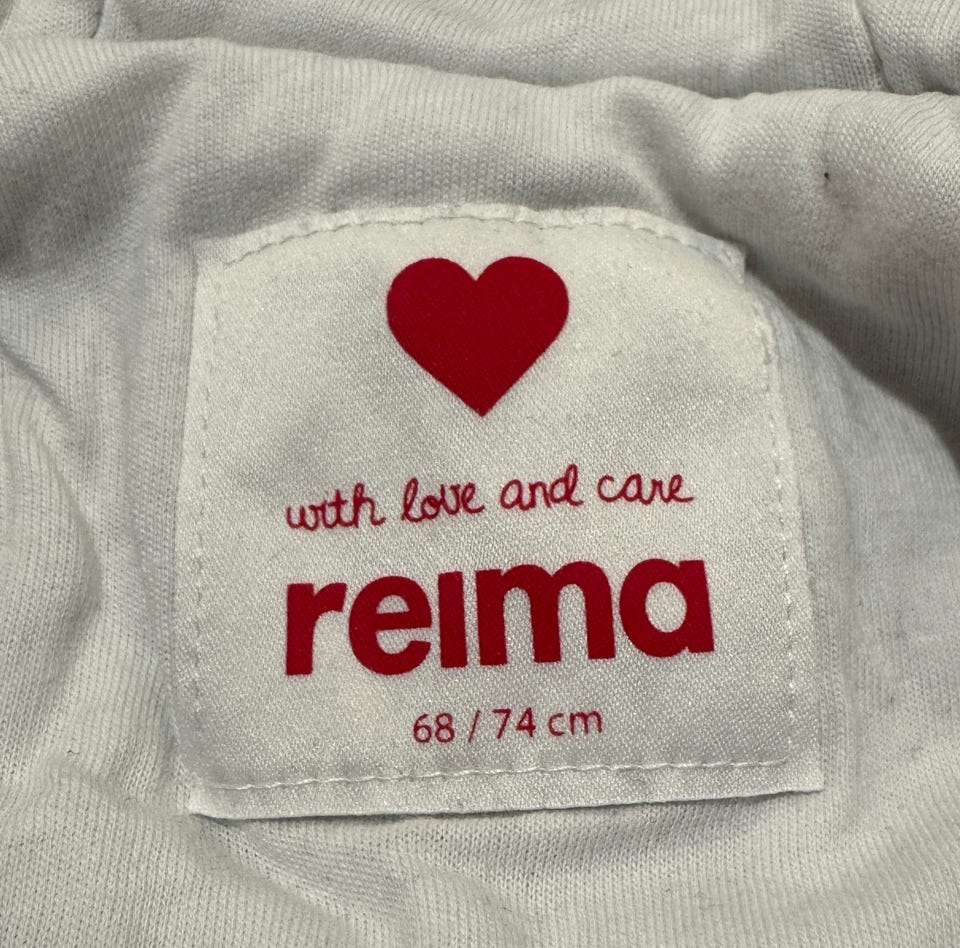 with love and care
reima
68 / 74 cm